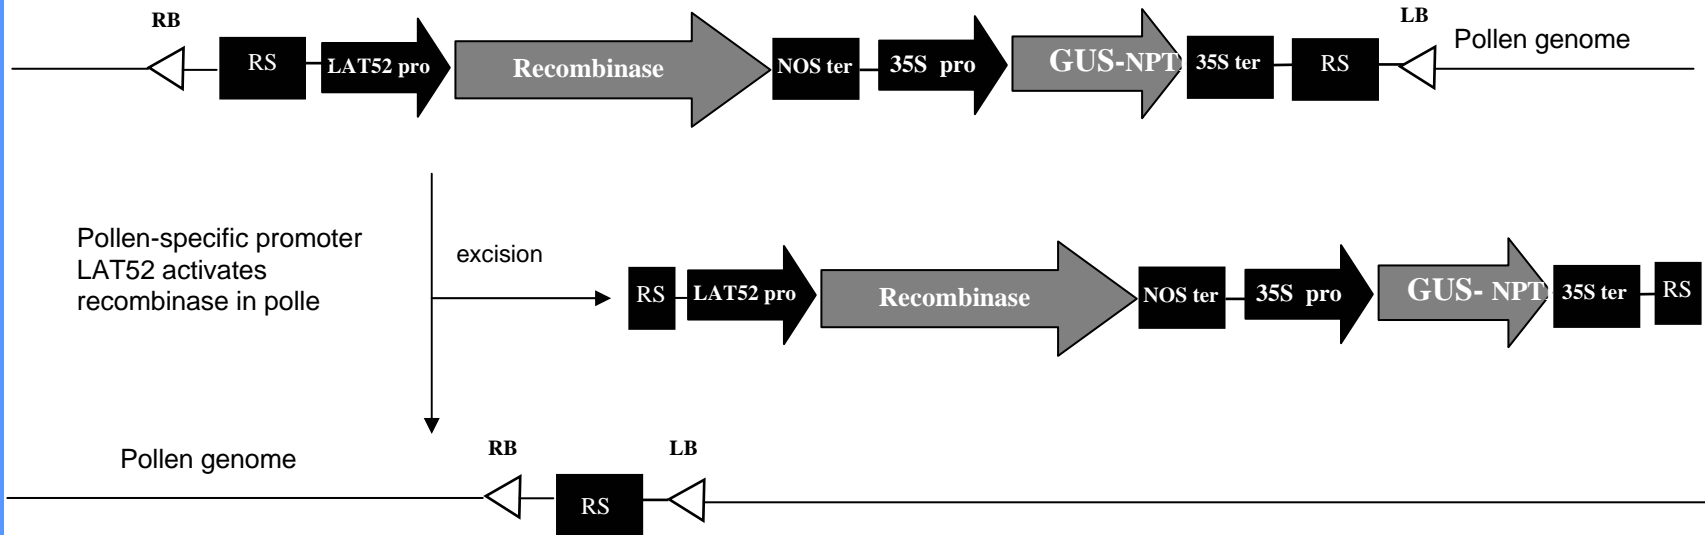 RB LB
RS LAT52 pro Recombinase NOS ter 35S pro GUS-NPT 35S ter RS Pollen genome
Pollen-specific promoter
LAT52 activates
recombinase in polle
excision
RS LAT52 pro Recombinase NOS ter 35S pro GUS- NPT 35S ter RS
Pollen genome RB LB
RS